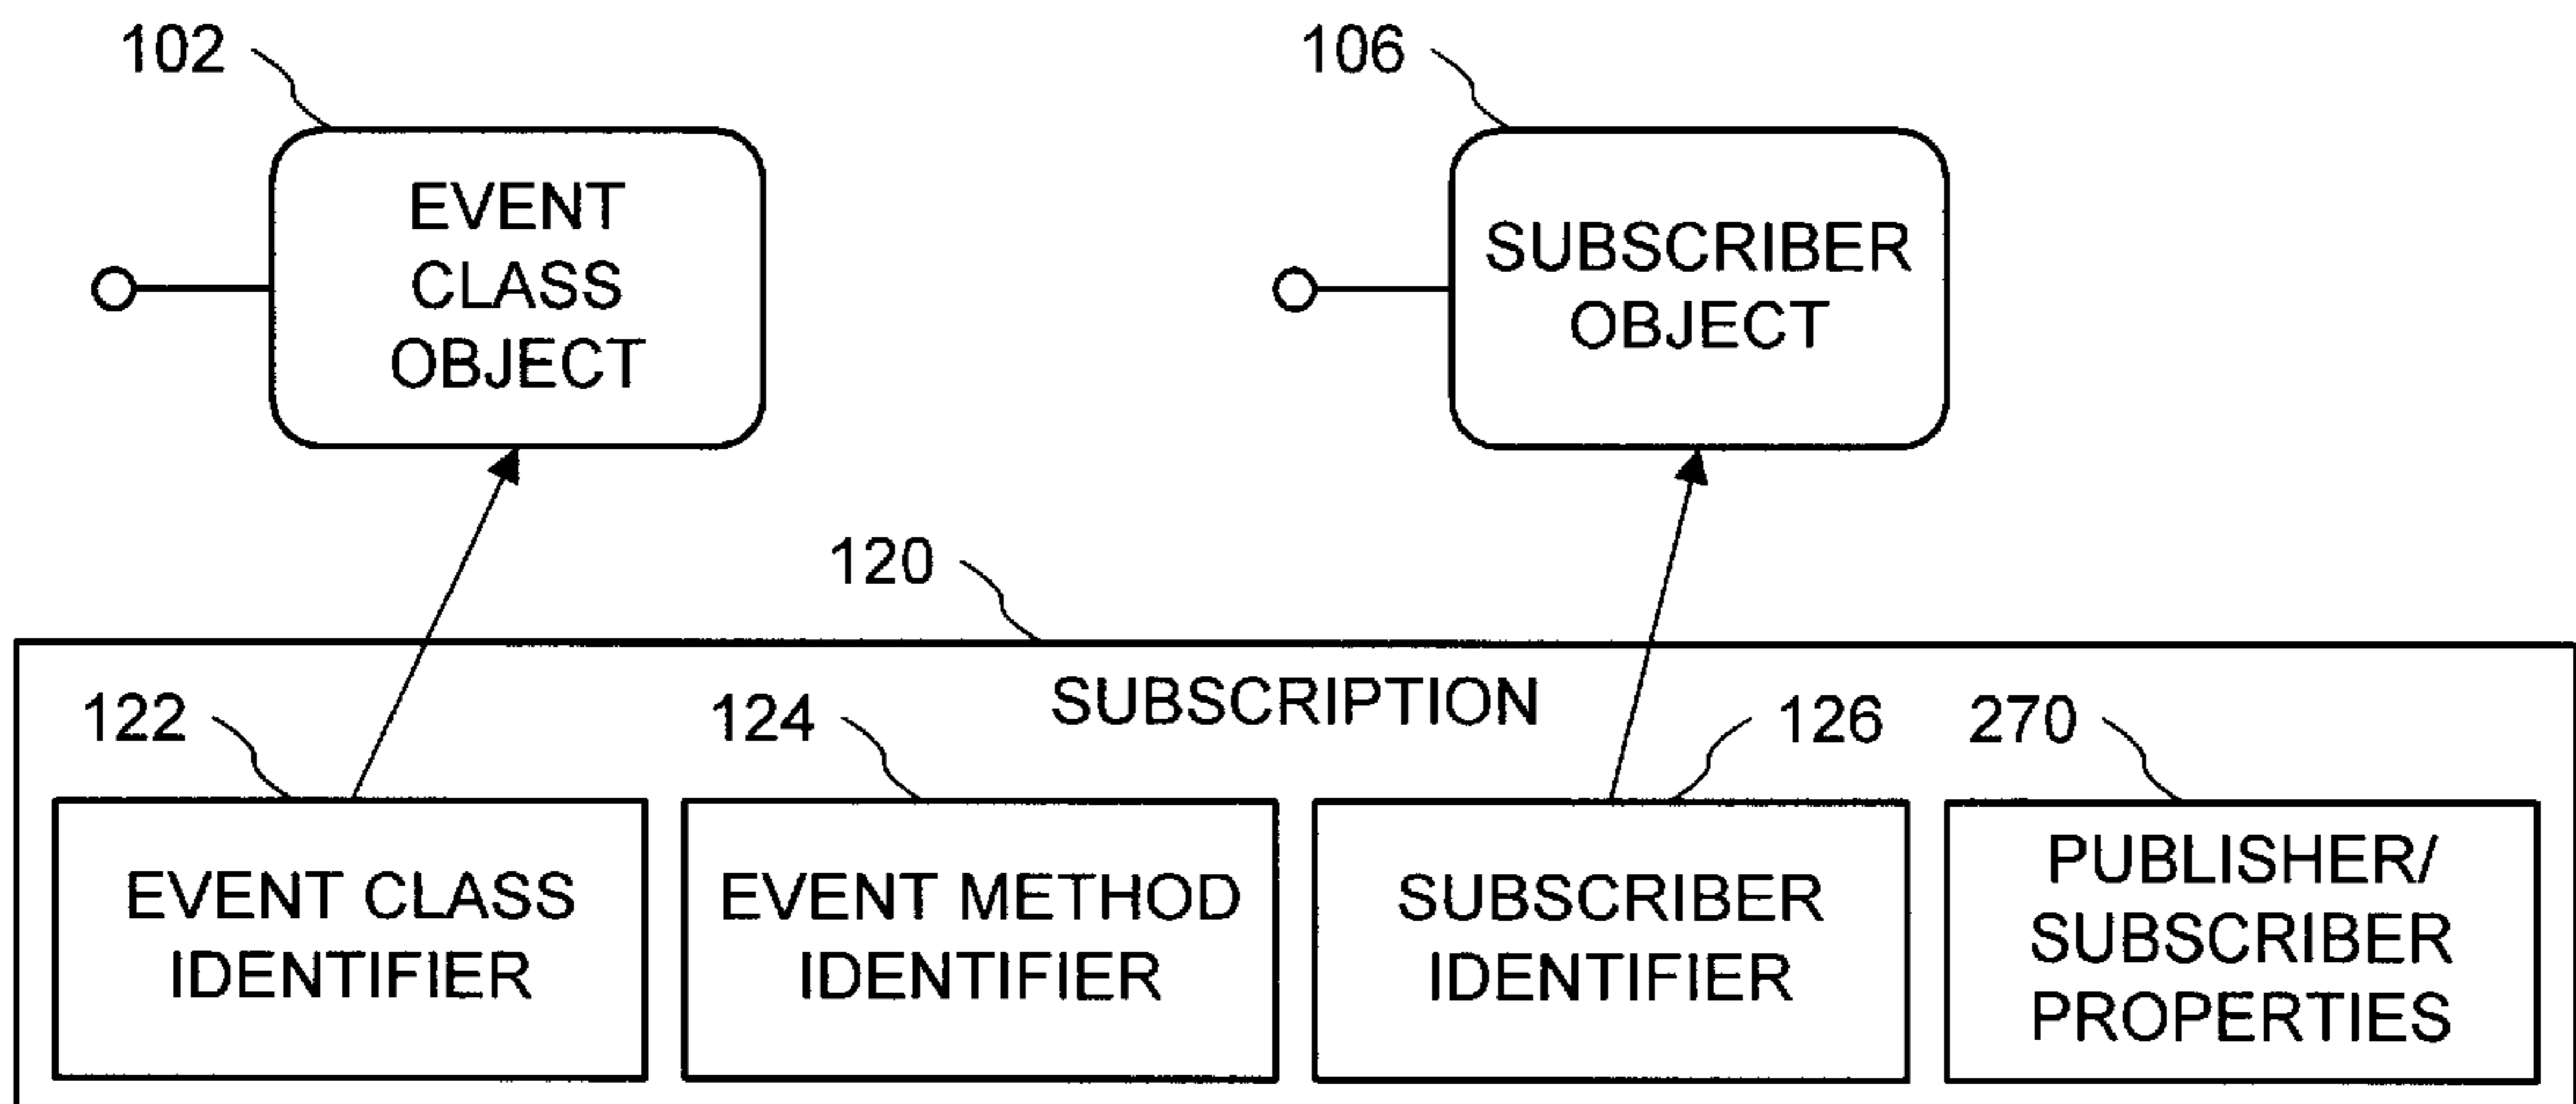 102
106
EVENT
CLASS
OBJECT
SUBSCRIBER
OBJECT
120
SUBSCRIPTION
122
124
126
270
EVENT CLASS
IDENTIFIER
EVENT METHOD
IDENTIFIER
SUBSCRIBER
IDENTIFIER
PUBLISHER/
SUBSCRIBER
PROPERTIES